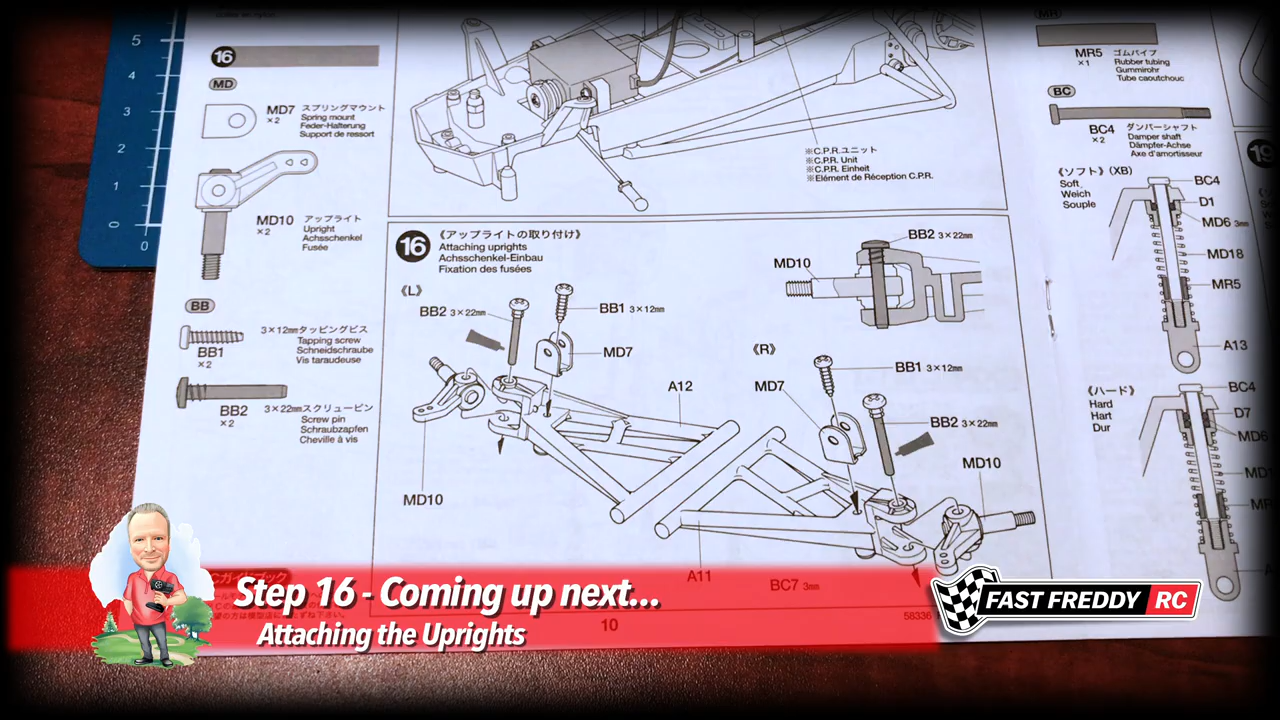 5
4
3
2
1
0
0
16
MD
MD7 スプリングマウント
×2 Spring mount
Feder-Halterung
Support de ressort
MD10 アップライト
×2 Upright
Achsschenkel
Fusée
BB
BB1
×2
3×12mmタッピングビス
Tapping screw
Schneidschraube
Vis taraudeuse
BB2
×2
3×22mmスクリューピン
Screw pin
Schraubzapfen
Cheville à vis
※C.P.R.ユニット
※C.P.R. Unit
※C.P.R. Einheit
※Elément de Réception C.P.R.
16 《アップライトの取り付け》
Attaching uprights
Achsschenkel-Einbau
Fixation des fusées
《L》
BB2 3×22mm
BB1 3×12mm
MD7
A12
MD10
MD10
BB2 3×22mm
《R》
MD7
BB1 3×12mm
BB2 3×22mm
MD10
A11
BC7 3mm
10
58336
MR
MR5 ゴムパイプ
×1 Rubber tubing
Gummirohr
Tube caoutchouc
BC
BC4 ダンパーシャフト
×2 Damper shaft
Dämpfer-Achse
Axe d'amortisseur
《ソフト》(XB)
Soft
Weich
Souple
BC4
D1
MD6 3mm
MD18
MR5
A13
《ハード》
Hard
Hart
Dur
BC4
D7
MD6
19
Step 16 - Coming up next...
Attaching the Uprights
FAST FREDDY RC